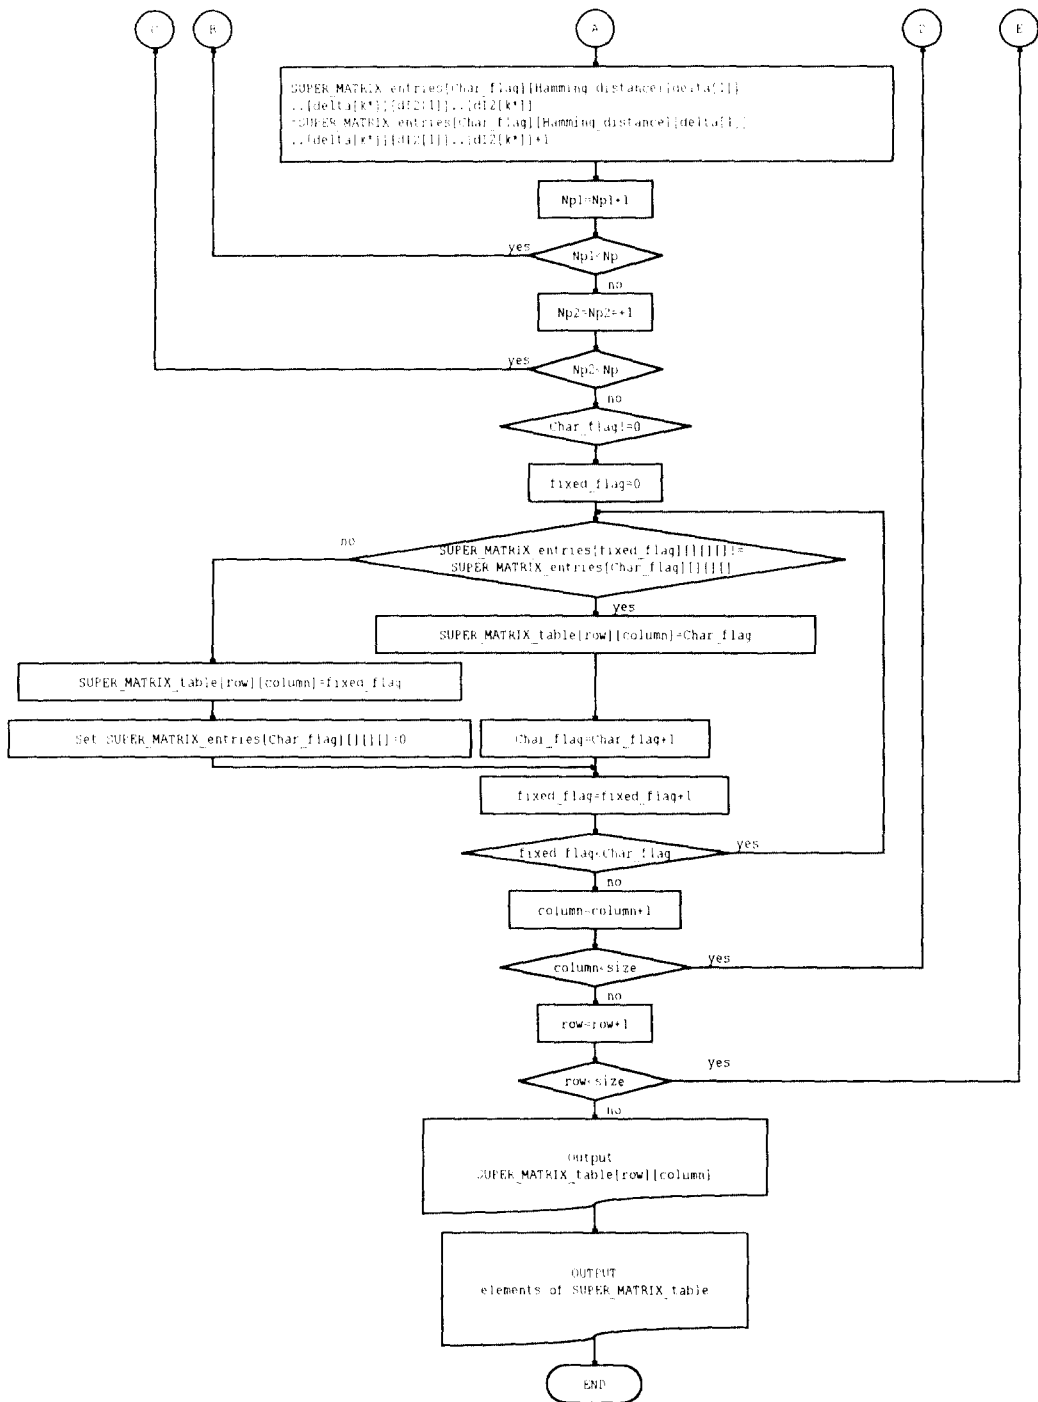 C B A D E
SUPER_MATRIX_entries[Char_flag][Hamming_distance][delta[1]]
..[delta[k*]][d12[1]]..[d12[k*]]
=SUPER_MATRIX_entries[Char_flag][Hamming_distance][delta[1]]
..[delta[k*]][d12[1]]..[d12[k*]]+1
Np1=Np1+1
yes
Np1<Np
no
Np2=Np2=+1
yes
Np2<Np
no
Char_flag!=0
fixed_flag=0
no
SUPER_MATRIX_entries[fixed_flag][][][]!=
SUPER_MATRIX_entries[Char_flag][][][]
yes
SUPER_MATRIX_table[row][column]=Char_flag
SUPER_MATRIX_table[row][column]=fixed_flag
Set SUPER_MATRIX_entries[Char_flag][][][]=0
Char_flag=Char_flag+1
fixed_flag=fixed_flag+1
fixed_flag<Char_flag
yes
no
column=column+1
column<size
yes
no
row=row+1
yes
row<size
no
Output
SUPER_MATRIX_table[row][column]
OUTPUT
elements of SUPER_MATRIX_table
END